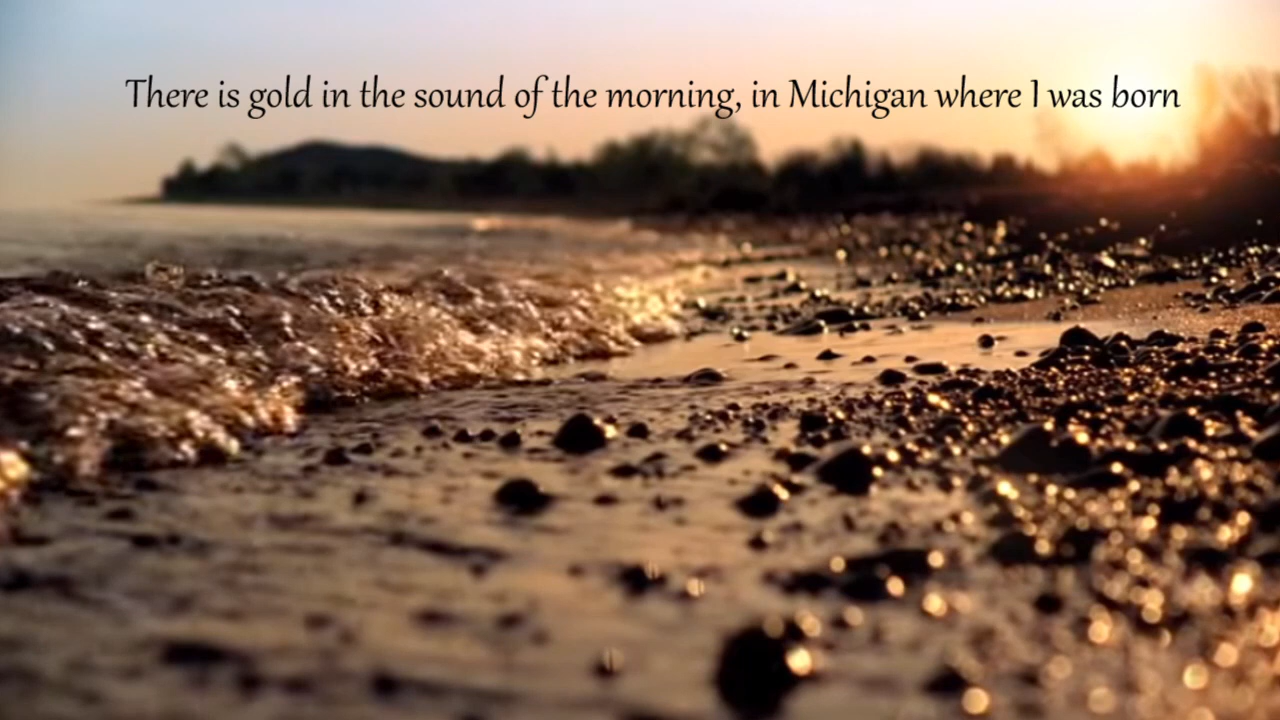 There is gold in the sound of the morning, in Michigan where I was born